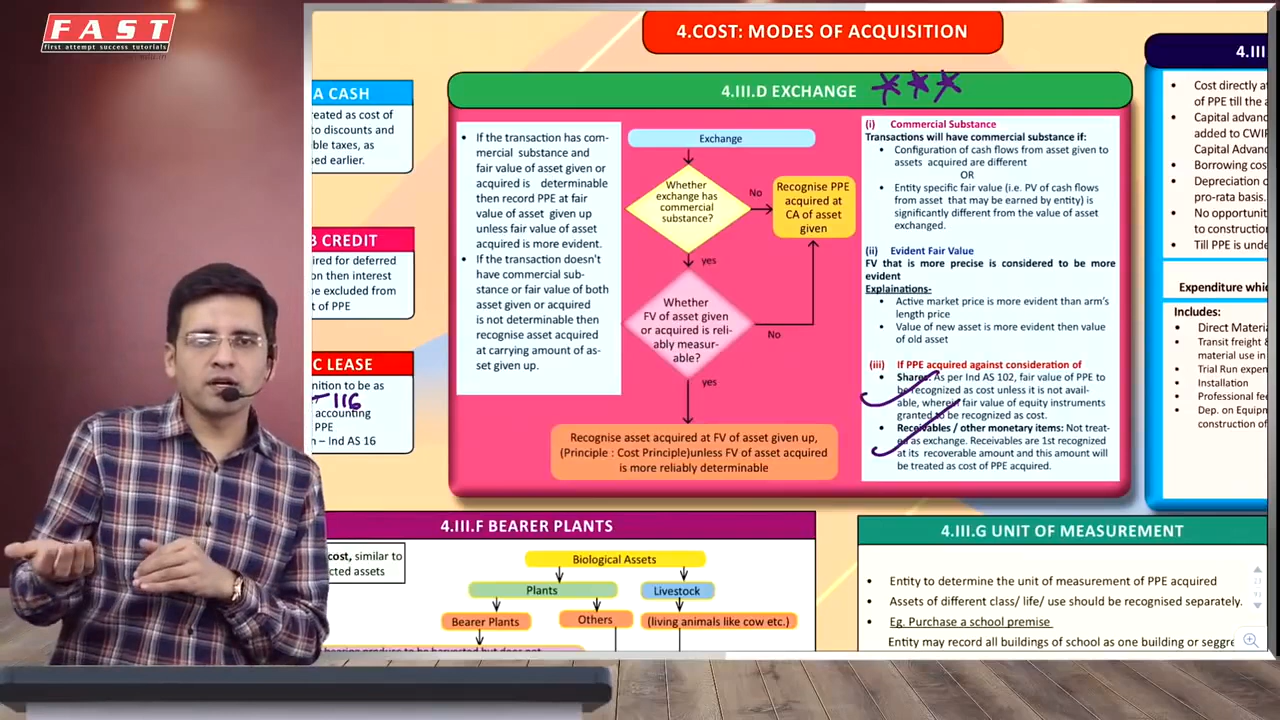 FAST
first attempt success tutorials
4.COST: MODES OF ACQUISITION
A CASH
reated as cost of
to discounts and
ble taxes, as
sed earlier.
B CREDIT
ired for deferred
on then interest
be excluded from
t of PPE
C LEASE
nition to be as
- 116
accounting
PPE
n – Ind AS 16
4.III.D EXCHANGE
• If the transaction has com-
mercial substance and
fair value of asset given or
acquired is determinable
then record PPE at fair
value of asset given up
unless fair value of asset
acquired is more evident.
• If the transaction doesn't
have commercial sub-
stance or fair value of both
asset given or acquired
is not determinable then
recognise asset acquired
at carrying amount of as-
set given up.
Exchange
Whether
exchange has
commercial
substance?
No
Recognise PPE
acquired at
CA of asset
given
yes
Whether
FV of asset given
or acquired is reli-
ably measur-
able?
No
yes
Recognise asset acquired at FV of asset given up,
(Principle : Cost Principle)unless FV of asset acquired
is more reliably determinable
(i) Commercial Substance
Transactions will have commercial substance if:
• Configuration of cash flows from asset given to
assets acquired are different
OR
• Entity specific fair value (i.e. PV of cash flows
from asset that may be earned by entity) is
significantly different from the value of asset
exchanged.
(ii) Evident Fair Value
FV that is more precise is considered to be more
evident
Explainations-
• Active market price is more evident than arm's
length price
• Value of new asset is more evident then value
of old asset
(iii) If PPE acquired against consideration of
• Shares: As per Ind AS 102, fair value of PPE to
be recognized as cost unless it is not avail-
able, wherein fair value of equity instruments
granted to be recognized as cost.
• Receivables / other monetary items: Not treat-
ed as exchange. Receivables are 1st recognized
at its recoverable amount and this amount will
be treated as cost of PPE acquired.
4.III
• Cost directly at
of PPE till the a
• Capital advanc
added to CWIP
Capital Advanc
• Borrowing cos
• Depreciation o
pro-rata basis.
• No opportunit
to construction
• Till PPE is unde
Expenditure whic
Includes:
• Direct Materia
• Transit freight &
material use in
• Trial Run expen
• Installation
• Professional fee
• Dep. on Equipm
construction of
4.III.F BEARER PLANTS
cost, similar to
cted assets
Biological Assets
Plants
Livestock
Bearer Plants
Others
(living animals like cow etc.)
4.III.G UNIT OF MEASUREMENT
• Entity to determine the unit of measurement of PPE acquired
• Assets of different class/ life/ use should be recognised separately.
• Eg. Purchase a school premise
Entity may record all buildings of school as one building or seggre